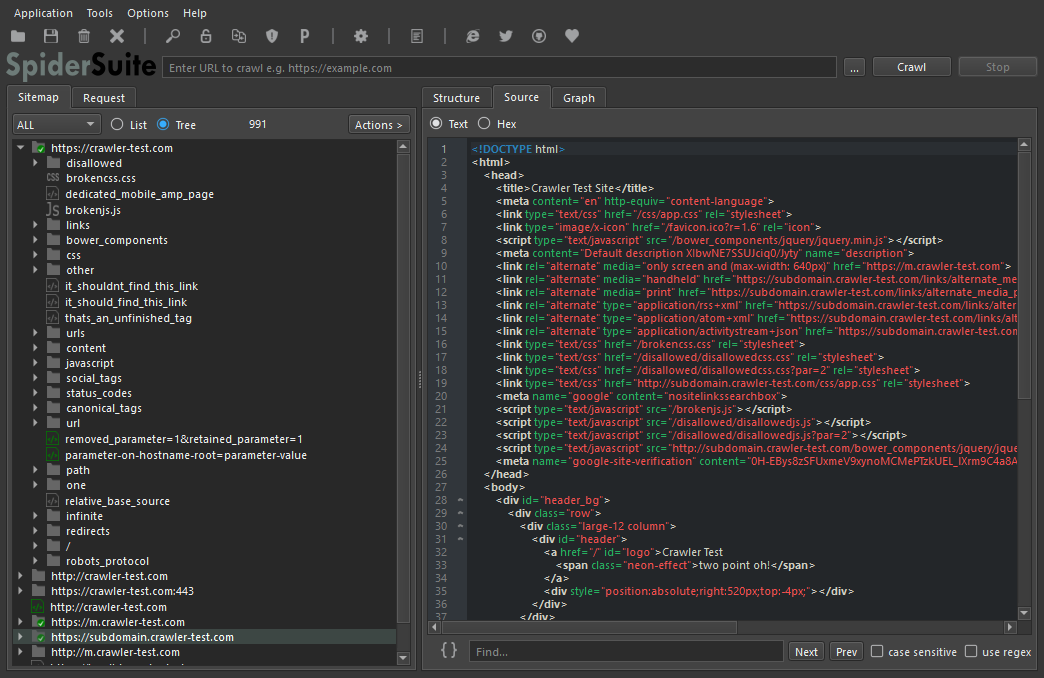 Application Tools Options Help
P
SpiderSuite
Enter URL to crawl e.g. https://example.com
... Crawl Stop
Sitemap Request
ALL List Tree 991 Actions >
https://crawler-test.com
disallowed
CSS brokencss.css
dedicated_mobile_amp_page
JS brokenjs.js
links
bower_components
css
other
it_shouldnt_find_this_link
it_should_find_this_link
thats_an_unfinished_tag
urls
content
javascript
social_tags
status_codes
canonical_tags
url
removed_parameter=1&retained_parameter=1
parameter-on-hostname-root=parameter-value
path
one
relative_base_source
infinite
redirects
/
robots_protocol
http://crawler-test.com
https://crawler-test.com:443
http://crawler-test.com
https://m.crawler-test.com
https://subdomain.crawler-test.com
http://m.crawler-test.com
Structure Source Graph
Text Hex
1 <!DOCTYPE html>
2 <html>
3 <head>
4 <title>Crawler Test Site</title>
5 <meta content="en" http-equiv="content-language">
6 <link type="text/css" href="/css/app.css" rel="stylesheet">
7 <link type="image/x-icon" href="/favicon.ico?r=1.6" rel="icon">
8 <script type="text/javascript" src="/bower_components/jquery/jquery.min.js"></script>
9 <meta content="Default description XIbwNE7SSUJciq0/Jyty" name="description">
10 <link rel="alternate" media="only screen and (max-width: 640px)" href="https://m.crawler-test.com">
11 <link rel="alternate" media="handheld" href="https://subdomain.crawler-test.com/links/alternate_me
12 <link rel="alternate" media="print" href="https://subdomain.crawler-test.com/links/alternate_media_p
13 <link rel="alternate" type="application/rss+xml" href="https://subdomain.crawler-test.com/links/alte
14 <link rel="alternate" type="application/atom+xml" href="https://subdomain.crawler-test.com/links/alt
15 <link rel="alternate" type="application/activitystream+json" href="https://subdomain.crawler-test.com
16 <link type="text/css" href="/brokencss.css" rel="stylesheet">
17 <link type="text/css" href="/disallowed/disallowedcss.css" rel="stylesheet">
18 <link type="text/css" href="/disallowed/disallowedcss.css?par=2" rel="stylesheet">
19 <link type="text/css" href="http://subdomain.crawler-test.com/css/app.css" rel="stylesheet">
20 <meta name="google" content="nositelinkssearchbox">
21 <script type="text/javascript" src="/brokenjs.js"></script>
22 <script type="text/javascript" src="/disallowed/disallowedjs.js"></script>
23 <script type="text/javascript" src="/disallowed/disallowedjs.js?par=2"></script>
24 <script type="text/javascript" src="http://subdomain.crawler-test.com/bower_components/jquery/jque
25 <meta name="google-site-verification" content="0H-EBys8zSFUxmeV9xynoMCMePTzkUEL_IXrm9C4a8A
26 </head>
27 <body>
28 <div id="header_bg">
29 <div class="row">
30 <div class="large-12 column">
31 <div id="header">
32 <a href="/" id="logo">Crawler Test
33 <span class="neon-effect">two point oh!</span>
34 </a>
35 <div style="position:absolute;right:520px;top:-4px;"></div>
36 </div>
37 </div>
{} Find... Next Prev case sensitive use regex